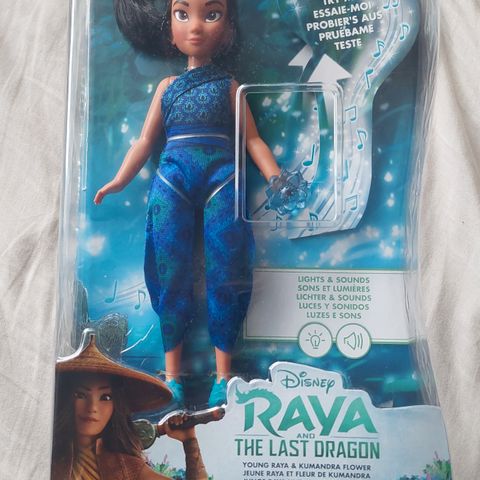 ESSAIE-MOI
PROBIER'S AUS
PRUÉBAME
TESTE
LIGHTS & SOUNDS
SONS ET LUMIÈRES
LICHTER & SOUNDS
LUCES Y SONIDOS
LUZES E SONS
Disney
RAYA
AND
THE LAST DRAGON
YOUNG RAYA & KUMANDRA FLOWER
JEUNE RAYA ET FLEUR DE KUMANDRA